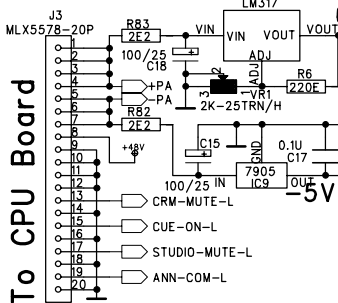 LM317
J3
MLX5578-20P
R83
2E2
VIN
VIN
VOUT
VOUT
ADJ
100/25
C18
ADJ
1
2
3
VR1
2K-25TRN/H
R6
220E
+PA
-PA
R82
2E2
+48V
C15
100/25
IN
GND
7905
IC9
OUT
-5V
0.1U
C17
CRM-MUTE-L
CUE-ON-L
STUDIO-MUTE-L
ANN-COM-L
1
2
3
4
5
6
7
8
9
10
11
12
13
14
15
16
17
18
19
20
To CPU Board